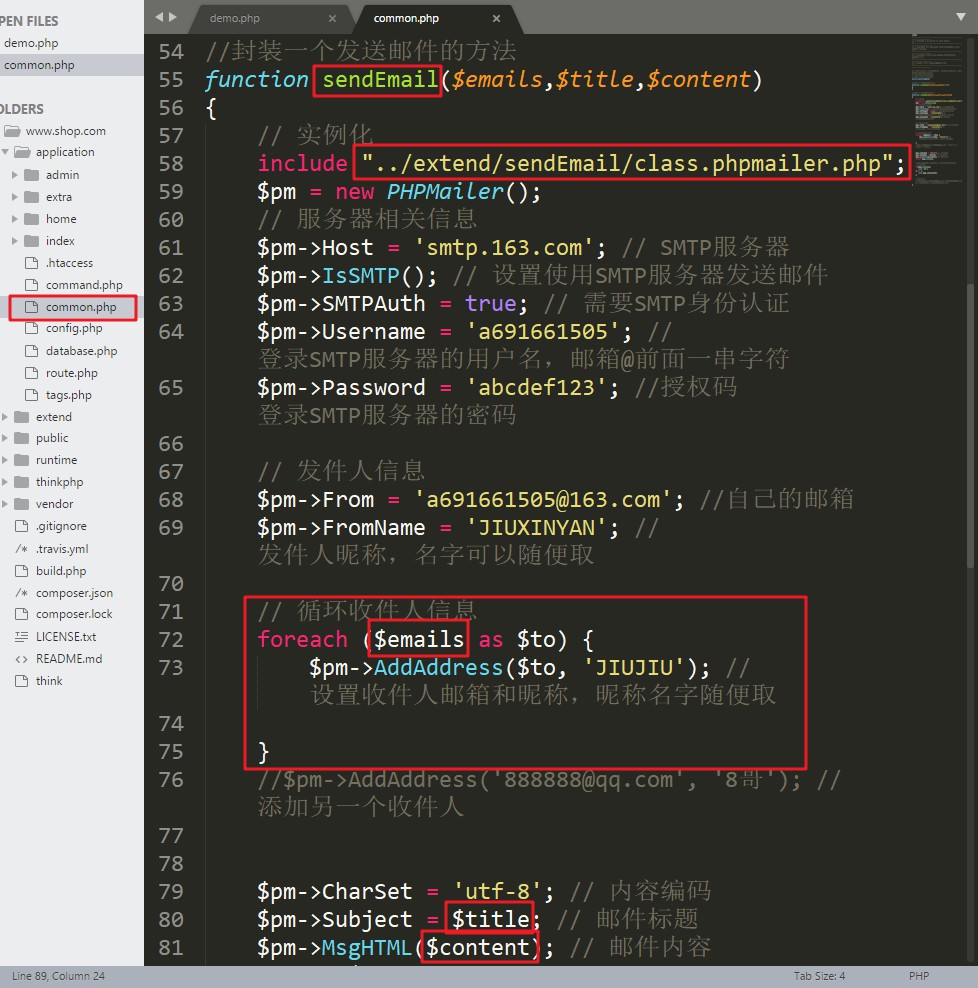 PEN FILES
demo.php
common.php
OLDERS
www.shop.com
application
admin
extra
home
index
.htaccess
command.php
common.php
config.php
database.php
route.php
tags.php
extend
public
runtime
thinkphp
vendor
.gitignore
/* .travis.yml
build.php
/* composer.json
composer.lock
LICENSE.txt
<> README.md
think
demo.php ×
common.php ×
54 //封装一个发送邮件的方法
55 function sendEmail($emails,$title,$content)
56 {
57 // 实例化
58 include "../extend/sendEmail/class.phpmailer.php";
59 $pm = new PHPMailer();
60 // 服务器相关信息
61 $pm->Host = 'smtp.163.com'; // SMTP服务器
62 $pm->IsSMTP(); // 设置使用SMTP服务器发送邮件
63 $pm->SMTPAuth = true; // 需要SMTP身份认证
64 $pm->Username = 'a691661505'; //
登录SMTP服务器的用户名，邮箱@前面一串字符
65 $pm->Password = 'abcdef123'; //授权码
登录SMTP服务器的密码
66
67 // 发件人信息
68 $pm->From = 'a691661505@163.com'; //自己的邮箱
69 $pm->FromName = 'JIUXINYAN'; //
发件人昵称，名字可以随便取
70
71 // 循环收件人信息
72 foreach ($emails as $to) {
73 $pm->AddAddress($to, 'JIUJIU'); //
设置收件人邮箱和昵称，昵称名字随便取
74
75 }
76 //$pm->AddAddress('888888@qq.com', '8哥'); //
添加另一个收件人
77
78
79 $pm->CharSet = 'utf-8'; // 内容编码
80 $pm->Subject = $title; // 邮件标题
81 $pm->MsgHTML($content); // 邮件内容
Line 89, Column 24
Tab Size: 4
PHP